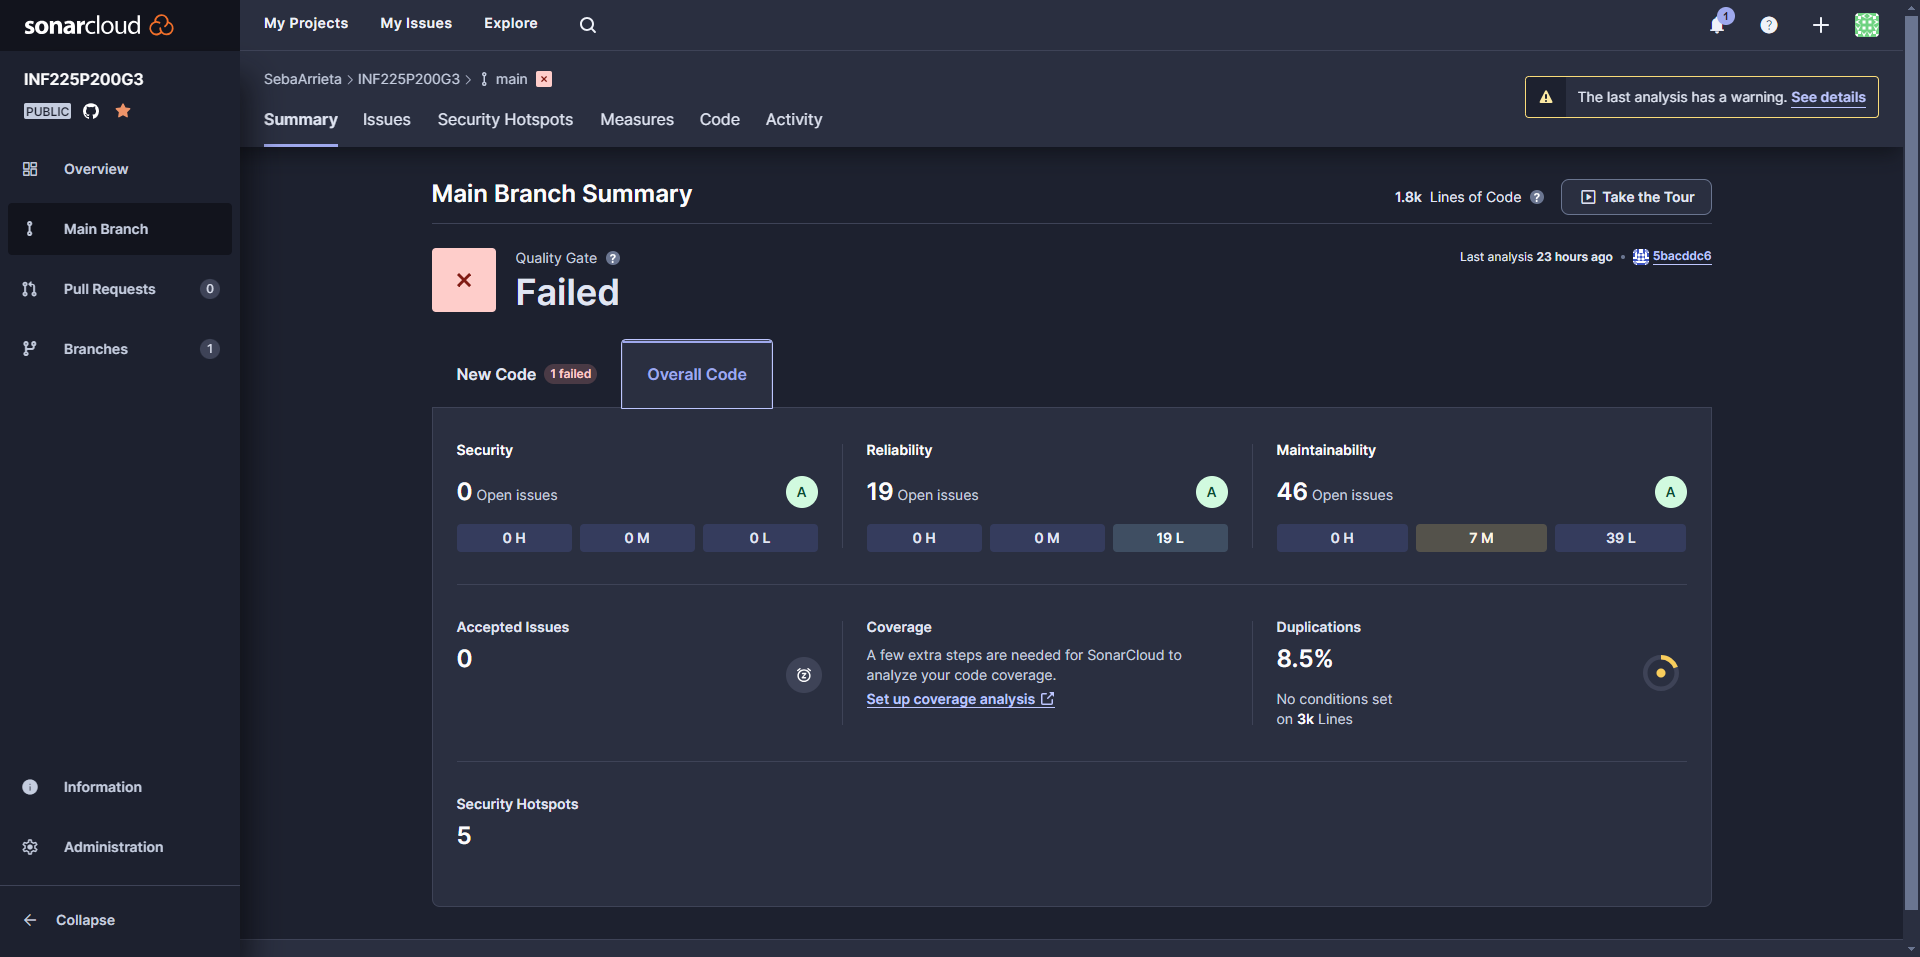 sonarcloud
My Projects My Issues Explore
1
?
INF225P200G3
PUBLIC
Overview
Main Branch
Pull Requests 0
Branches 1
Information
Administration
Collapse
SebaArrieta > INF225P200G3 > main
The last analysis has a warning. See details
Summary Issues Security Hotspots Measures Code Activity
Main Branch Summary
1.8k Lines of Code ? Take the Tour
Quality Gate ?
Failed
Last analysis 23 hours ago • 5bacddc6
New Code 1 failed
Overall Code
Security
0 Open issues A
0 H 0 M 0 L
Reliability
19 Open issues A
0 H 0 M 19 L
Maintainability
46 Open issues A
0 H 7 M 39 L
Accepted Issues
0
Coverage
A few extra steps are needed for SonarCloud to
analyze your code coverage.
Set up coverage analysis
Duplications
8.5%
No conditions set
on 3k Lines
Security Hotspots
5